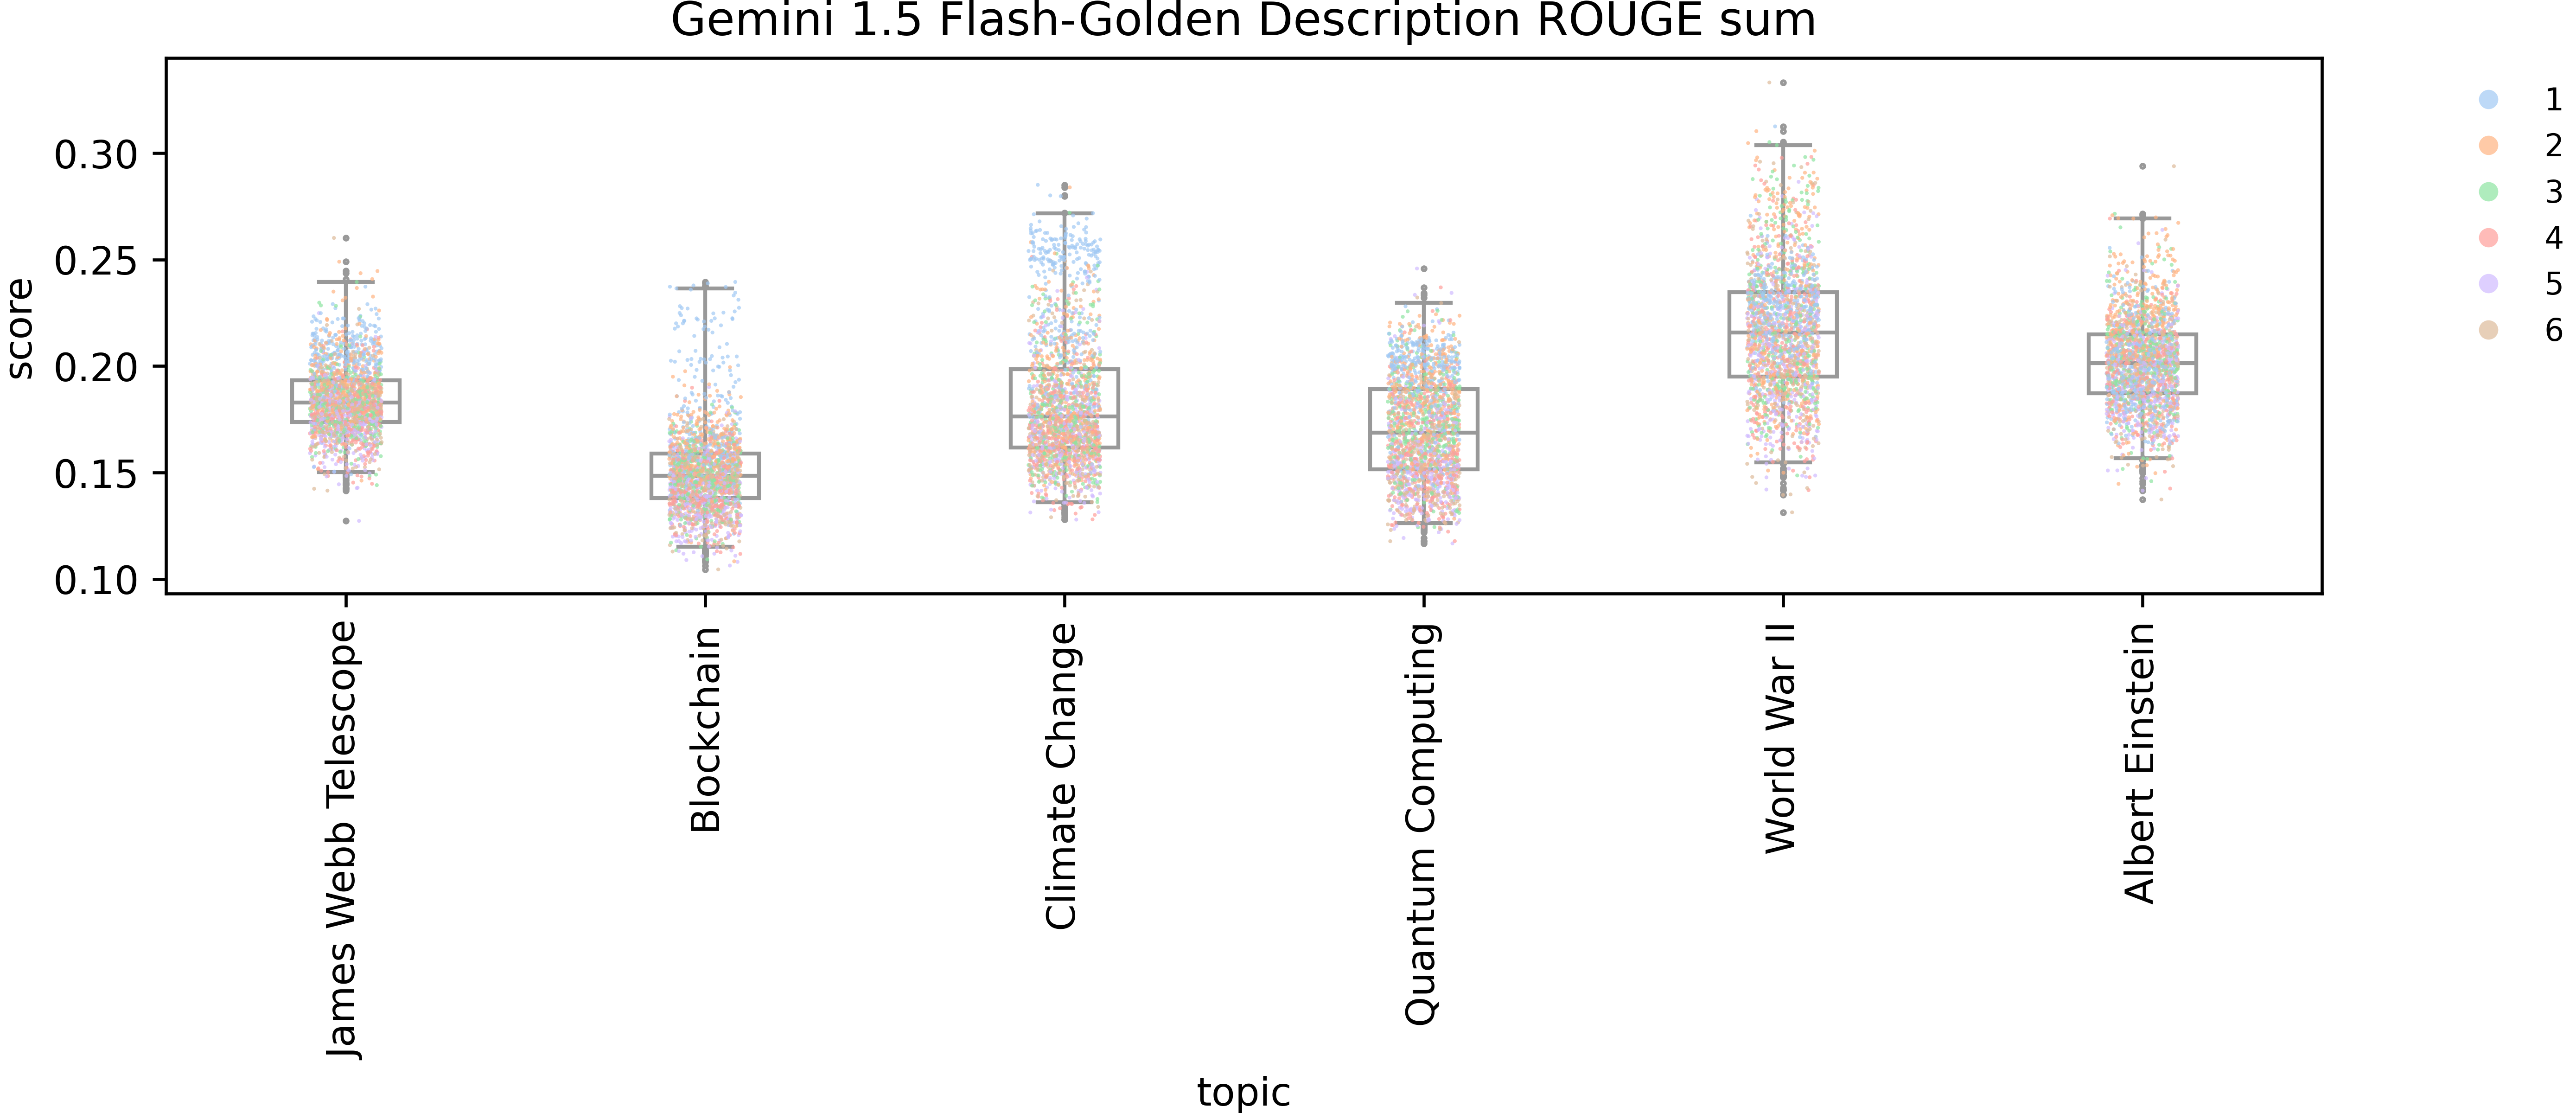 Gemini 1.5 Flash-Golden Description ROUGE sum
score
0.30
0.25
0.20
0.15
0.10
James Webb Telescope
Blockchain
Climate Change
Quantum Computing
World War II
Albert Einstein
topic
1
2
3
4
5
6